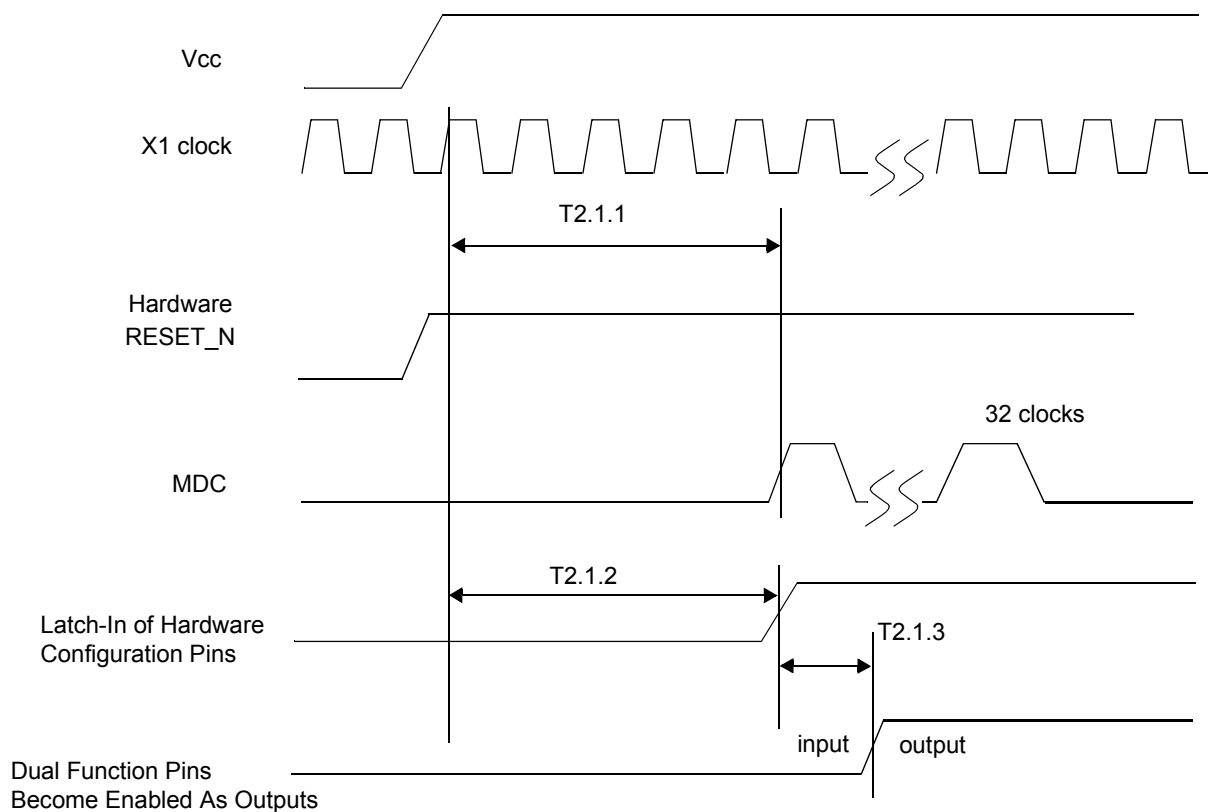 Vcc
X1 clock
T2.1.1
Hardware
RESET_N
32 clocks
MDC
T2.1.2
Latch-In of Hardware
Configuration Pins
T2.1.3
input
output
Dual Function Pins
Become Enabled As Outputs